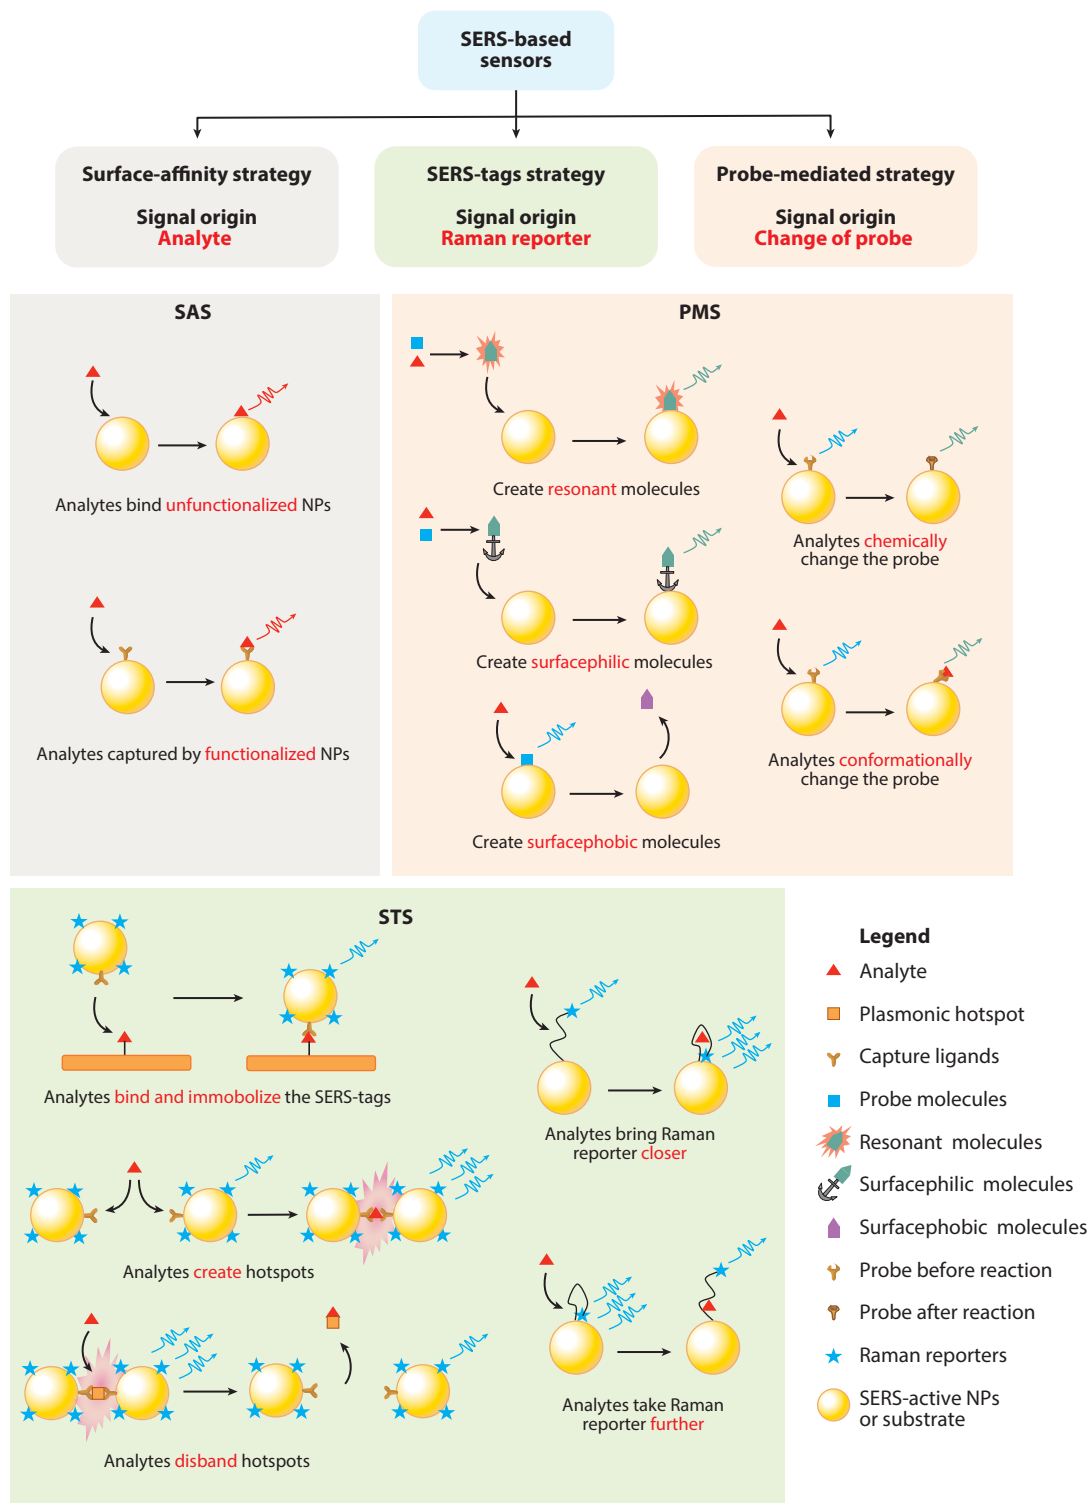 SERS-based
sensors
Surface-affinity strategy
Signal origin
Analyte
SERS-tags strategy
Signal origin
Raman reporter
Probe-mediated strategy
Signal origin
Change of probe
SAS
Analytes bind unfunctionalized NPs
Analytes captured by functionalized NPs
PMS
Create resonant molecules
Create surfacephilic molecules
Create surfacephobic molecules
Analytes chemically
change the probe
Analytes conformationally
change the probe
STS
Analytes bind and immobolize the SERS-tags
Analytes create hotspots
Analytes disband hotspots
Analytes bring Raman
reporter closer
Analytes take Raman
reporter further
Legend
Analyte
Plasmonic hotspot
Capture ligands
Probe molecules
Resonant molecules
Surfacephilic molecules
Surfacephobic molecules
Probe before reaction
Probe after reaction
Raman reporters
SERS-active NPs
or substrate